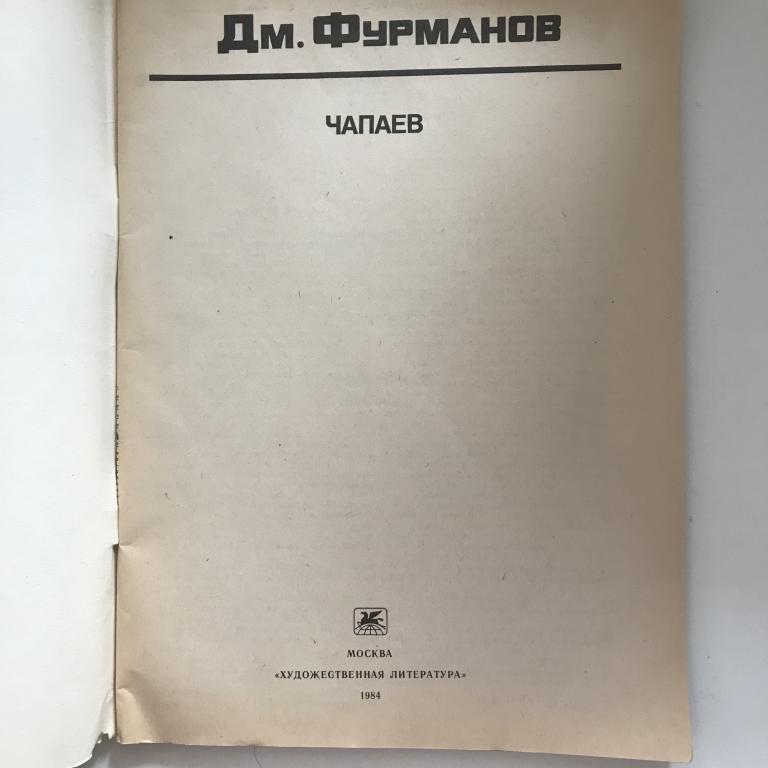 Дм. Фурманов
ЧАПАЕВ
МОСКВА
«ХУДОЖЕСТВЕННАЯ ЛИТЕРАТУРА»
1984